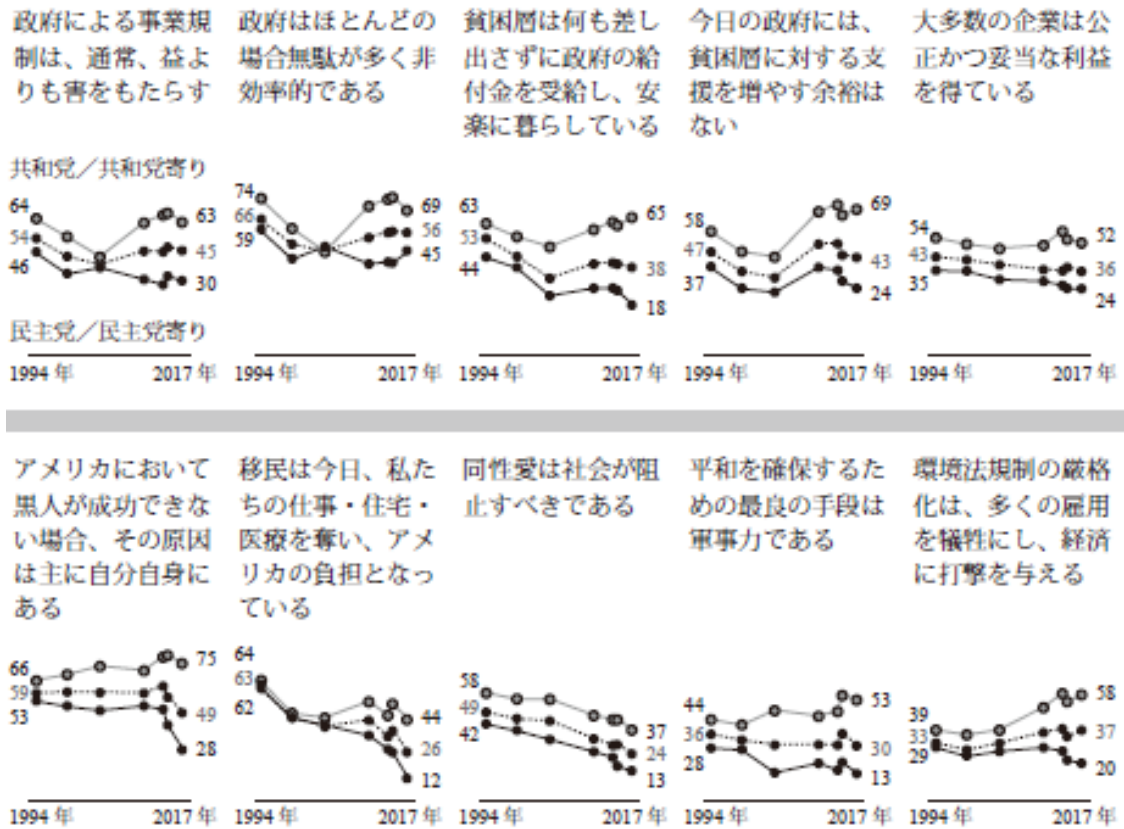 政府による事業規
制は、通常、益よ
りも害をもたらす
共和党／共和党寄り
64
54
46
63
45
30
民主党／民主党寄り
1994 年
2017 年
政府はほとんどの
場合無駄が多く非
効率的である
74
66
59
69
56
45
1994 年
2017 年
貧困層は何も差し
出さずに政府の給
付金を受給し、安
楽に暮らしている
63
53
44
65
38
18
1994 年
2017 年
今日の政府には、
貧困層に対する支
援を増やす余裕は
ない
58
47
37
69
43
24
1994 年
2017 年
大多数の企業は公
正かつ妥当な利益
を得ている
54
43
35
52
36
24
1994 年
2017 年
アメリカにおいて
黒人が成功できな
い場合、その原因
は主に自分自身に
ある
66
59
53
75
49
28
1994 年
2017 年
移民は今日、私た
ちの仕事・住宅・
医療を奪い、アメ
リカの負担となっ
ている
64
63
62
44
26
12
1994 年
2017 年
同性愛は社会が阻
止すべきである
58
49
42
37
24
13
1994 年
2017 年
平和を確保するた
めの最良の手段は
軍事力である
44
36
28
53
30
13
1994 年
2017 年
環境法規制の厳格
化は、多くの雇用
を犠牲にし、経済
に打撃を与える
39
33
29
58
37
20
1994 年
2017 年